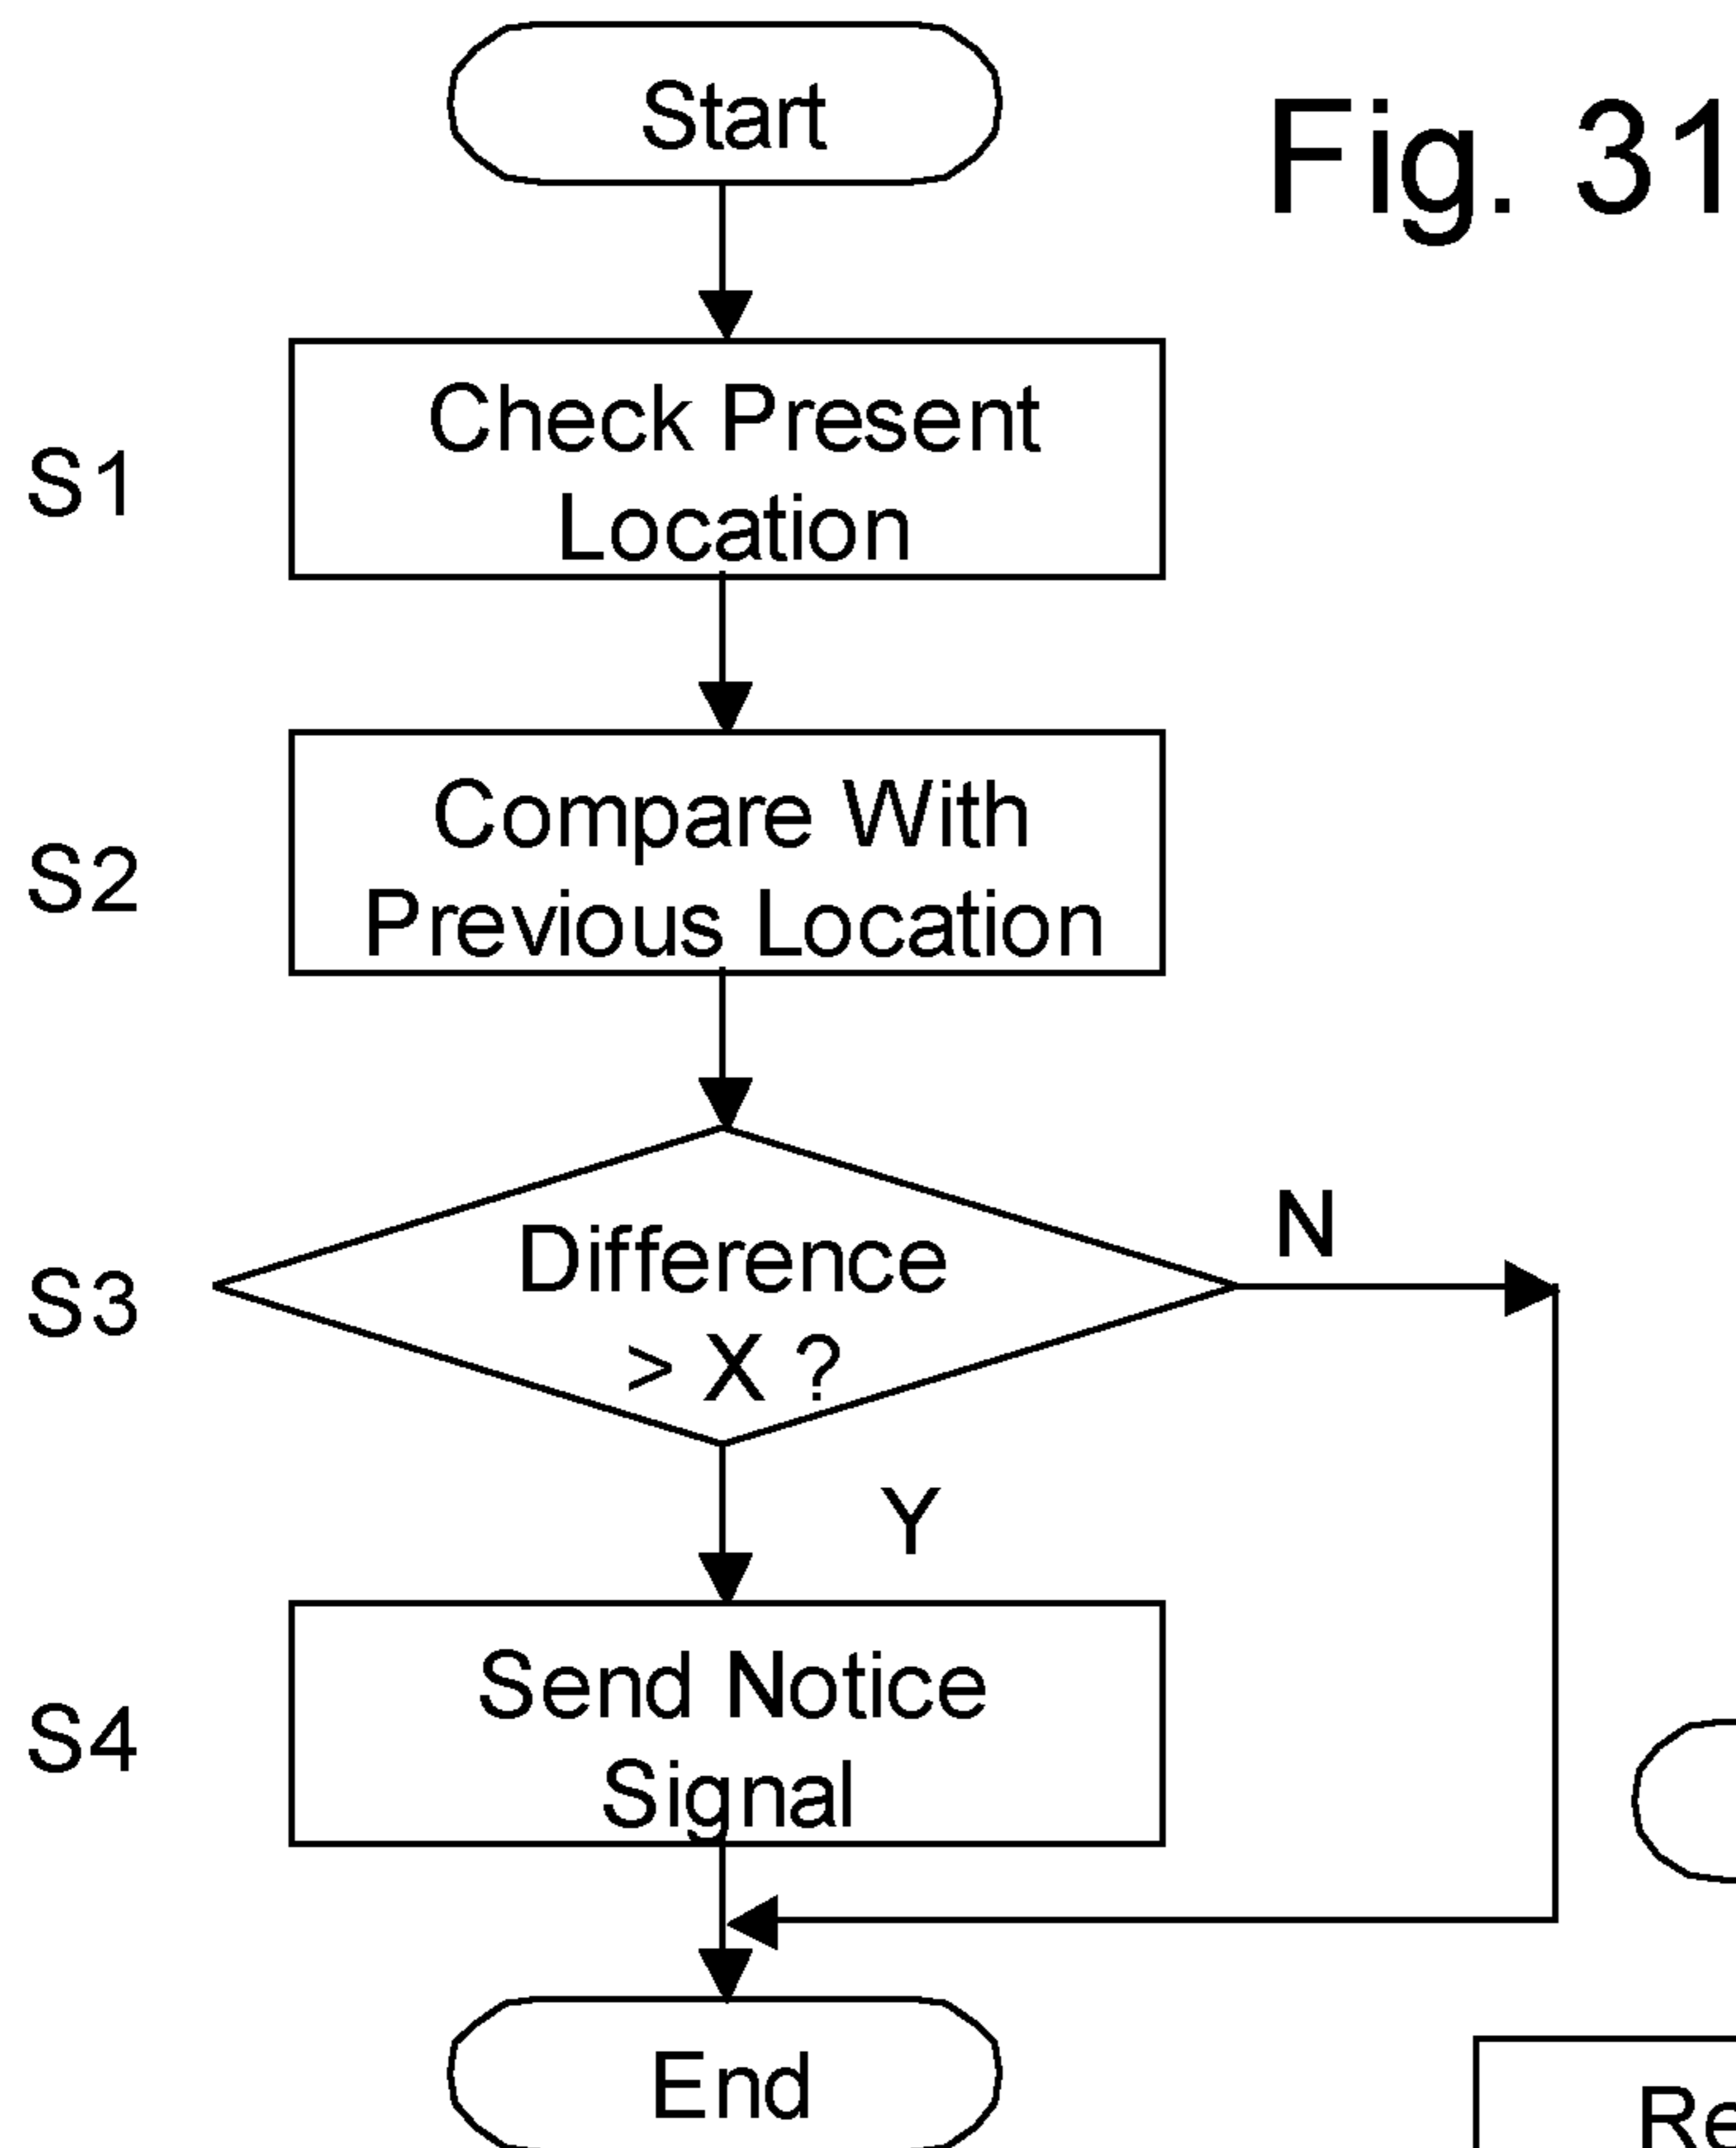 Start
Fig. 31
S1
Check Present
Location
S2
Compare With
Previous Location
S3
Difference
> X ?
N
Y
S4
Send Notice
Signal
End